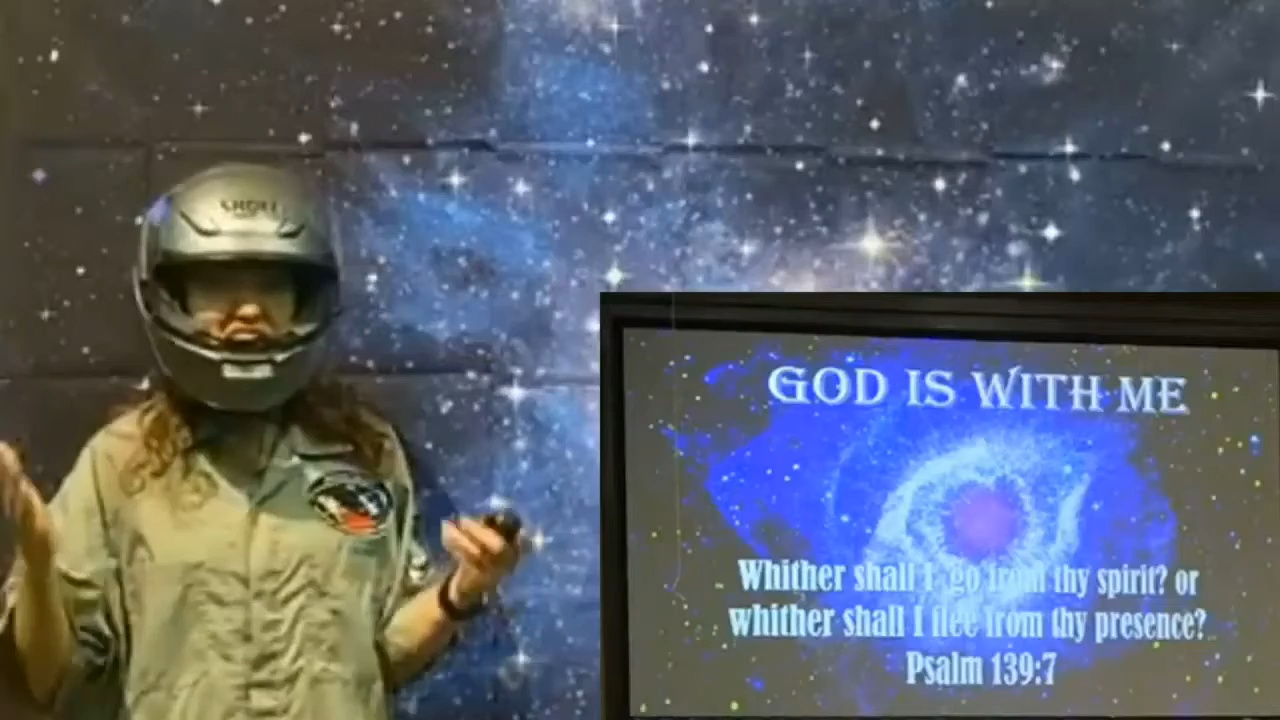 SHOEI
GOD IS WITH ME
Whither shall I go from thy spirit? or
whither shall I flee from thy presence?
Psalm 139:7